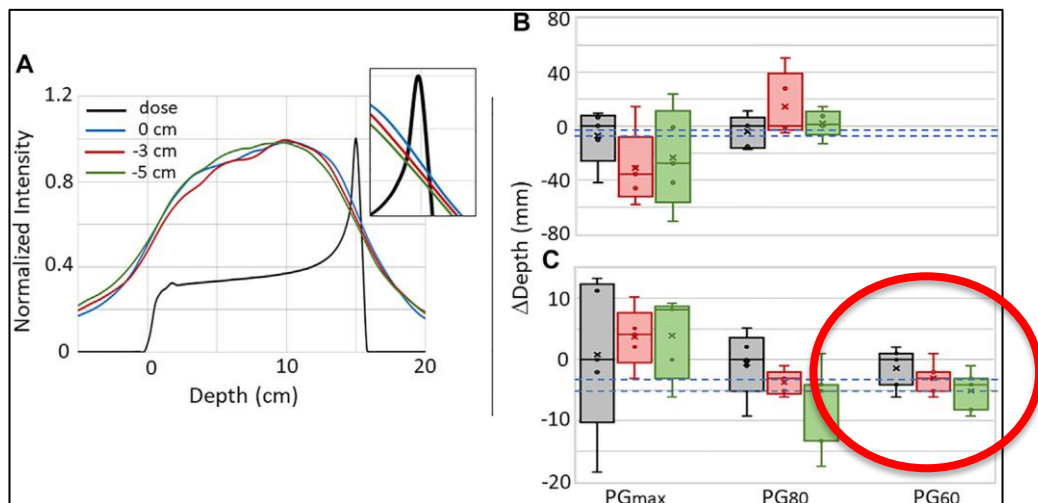 A
1.2
0.8
0.4
0
Normalized Intensity
dose
0 cm
-3 cm
-5 cm
0 10 20
Depth (cm)
B
80
40
0
-40
-80
ΔDepth (mm)
C
10
0
-10
-20
PGmax PG80 PG60